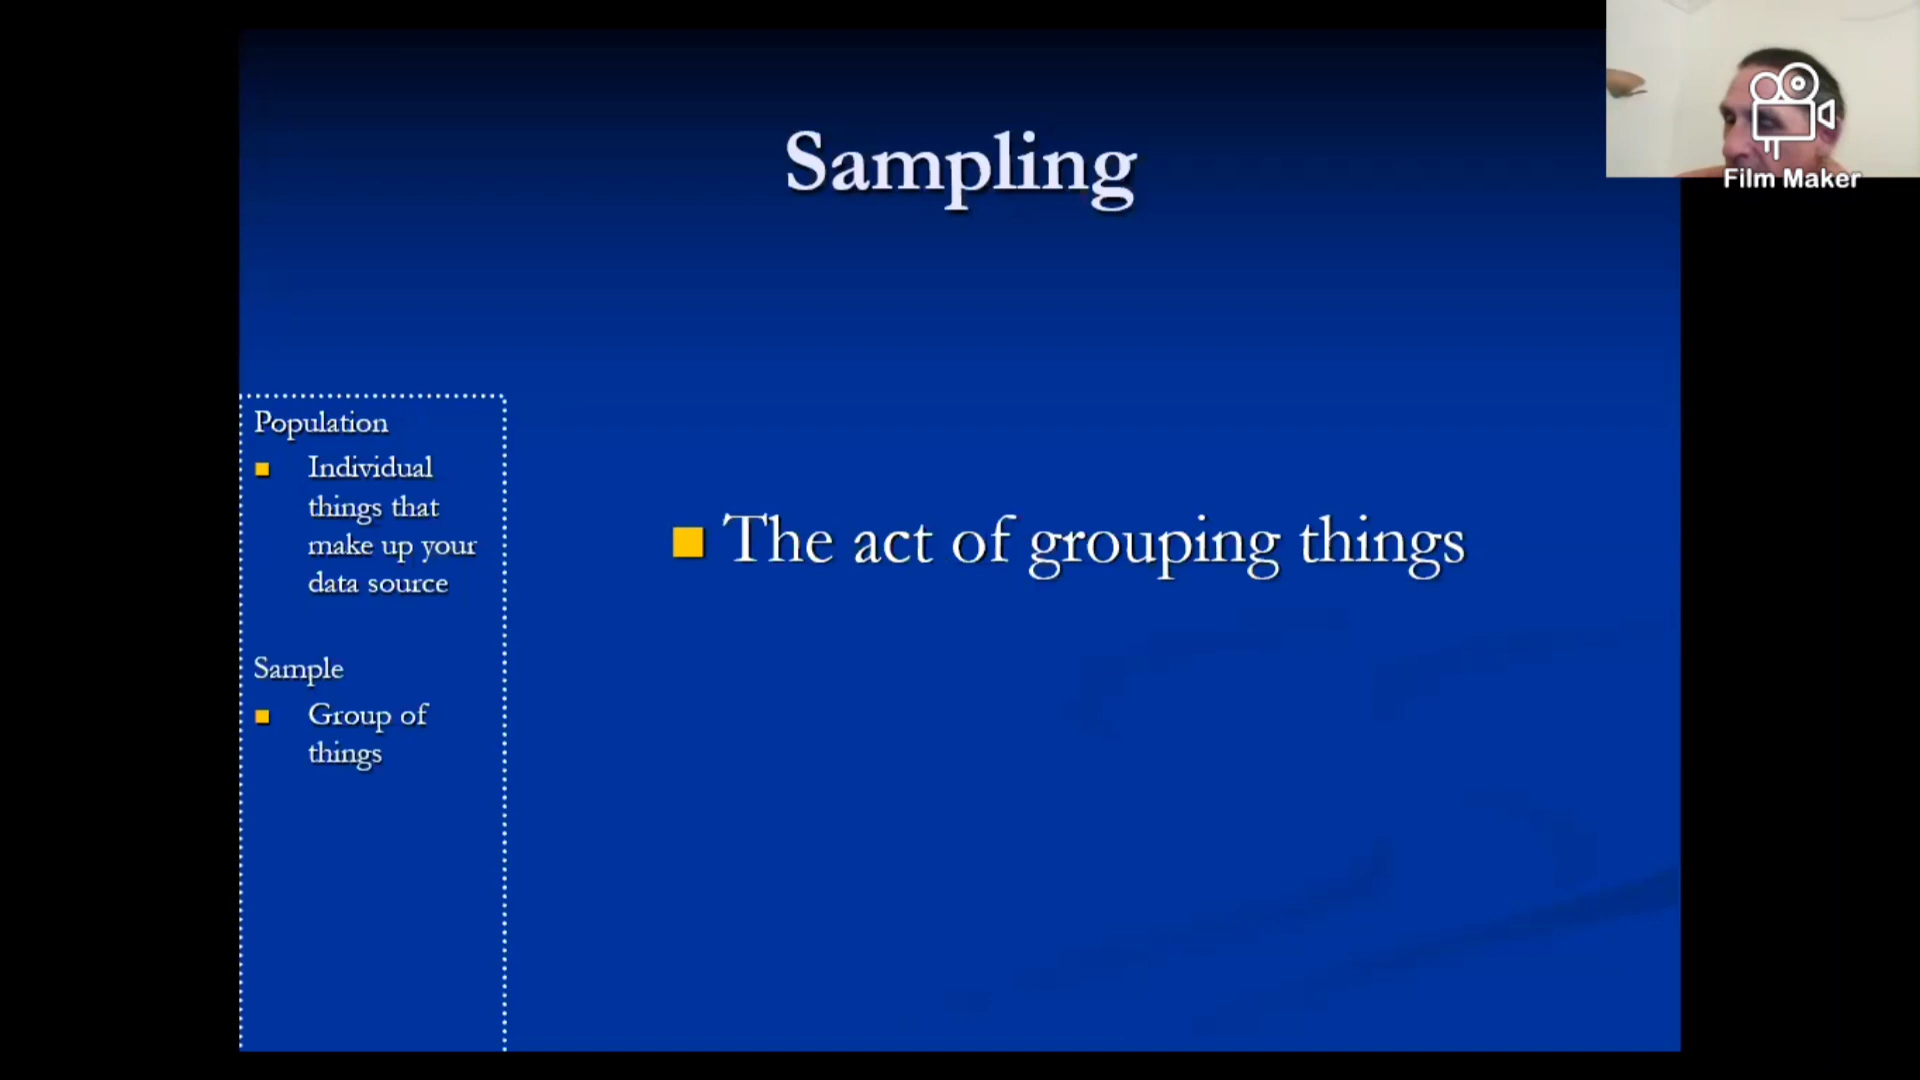 Sampling
Film Maker
Population
Individual
things that
make up your
data source
Sample
Group of
things
The act of grouping things